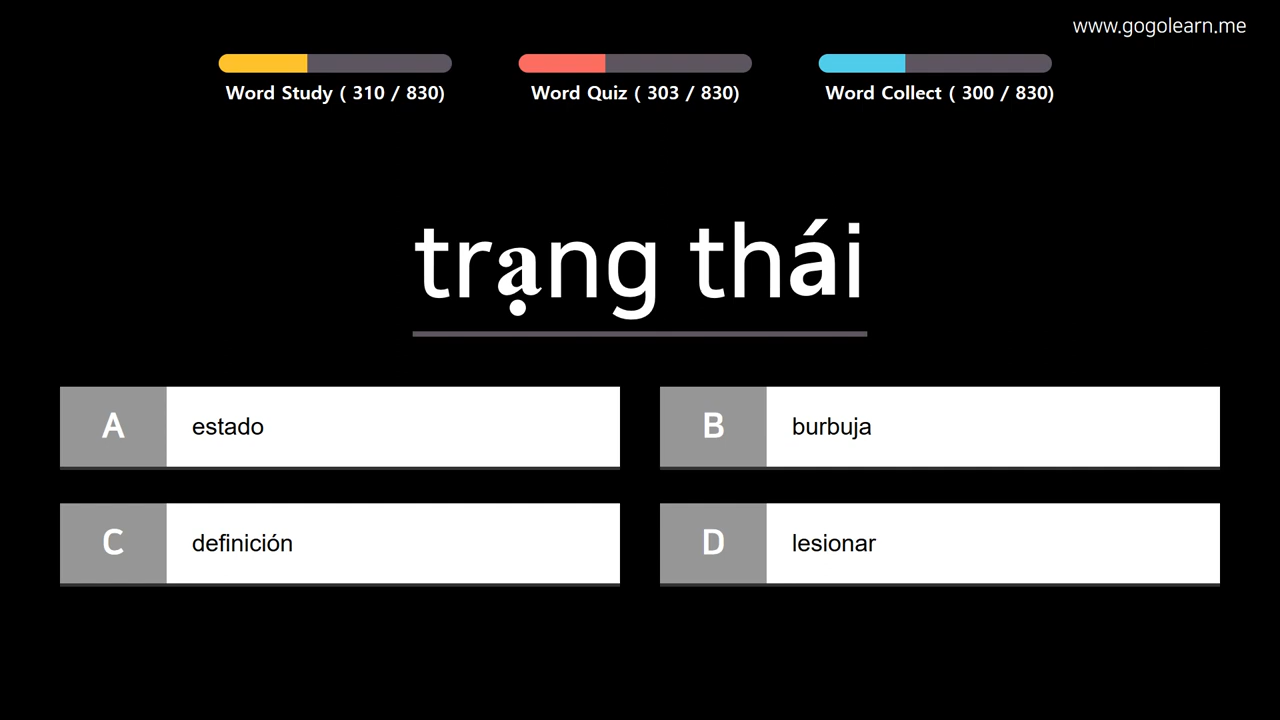 www.gogolearn.me
Word Study ( 310 / 830)
Word Quiz ( 303 / 830)
Word Collect ( 300 / 830)
trạng thái
A estado
B burbuja
C definición
D lesionar